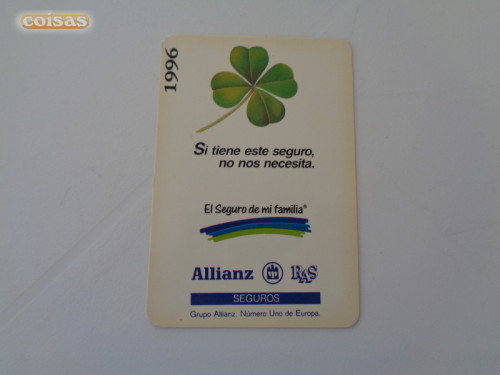 coisas
1996
Si tiene este seguro,
no nos necesita.
El Seguro de mi familia®
Allianz RAS
SEGUROS
Grupo Allianz. Número Uno de Europa.